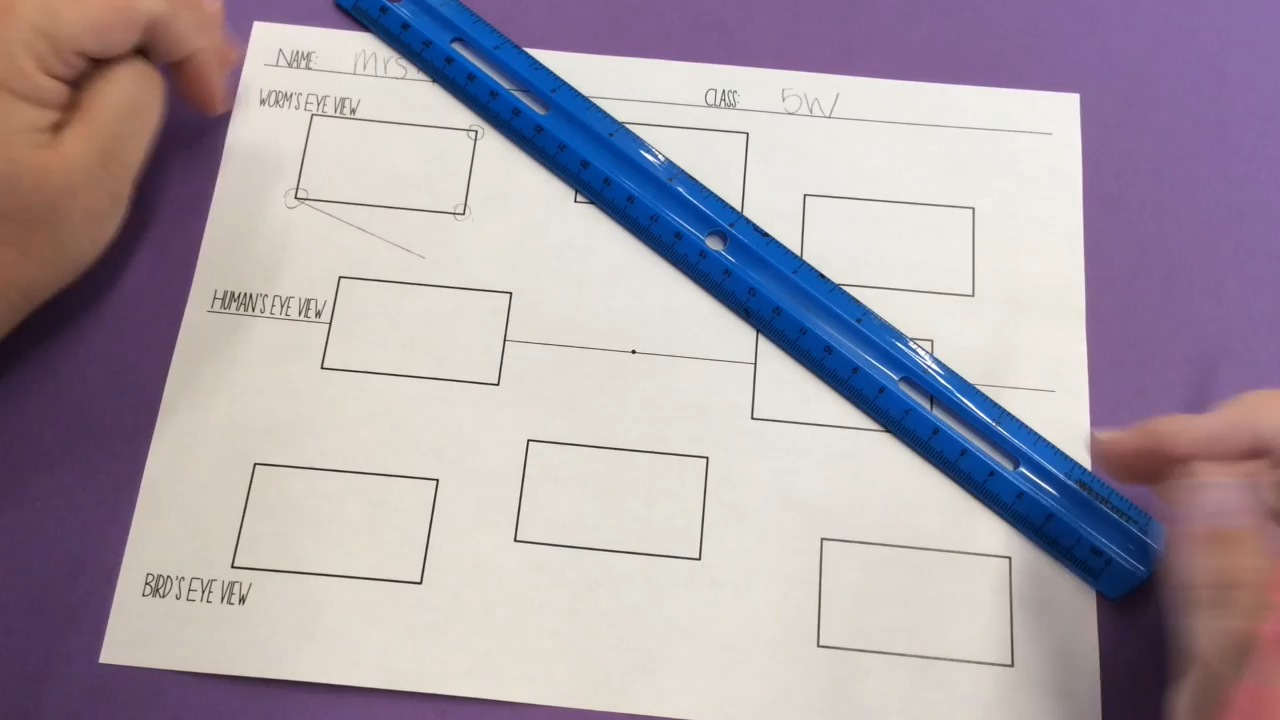 NAME: Mrs
CLASS: 5W
WORM'S EYE VIEW
HUMAN'S EYE VIEW
BIRD'S EYE VIEW